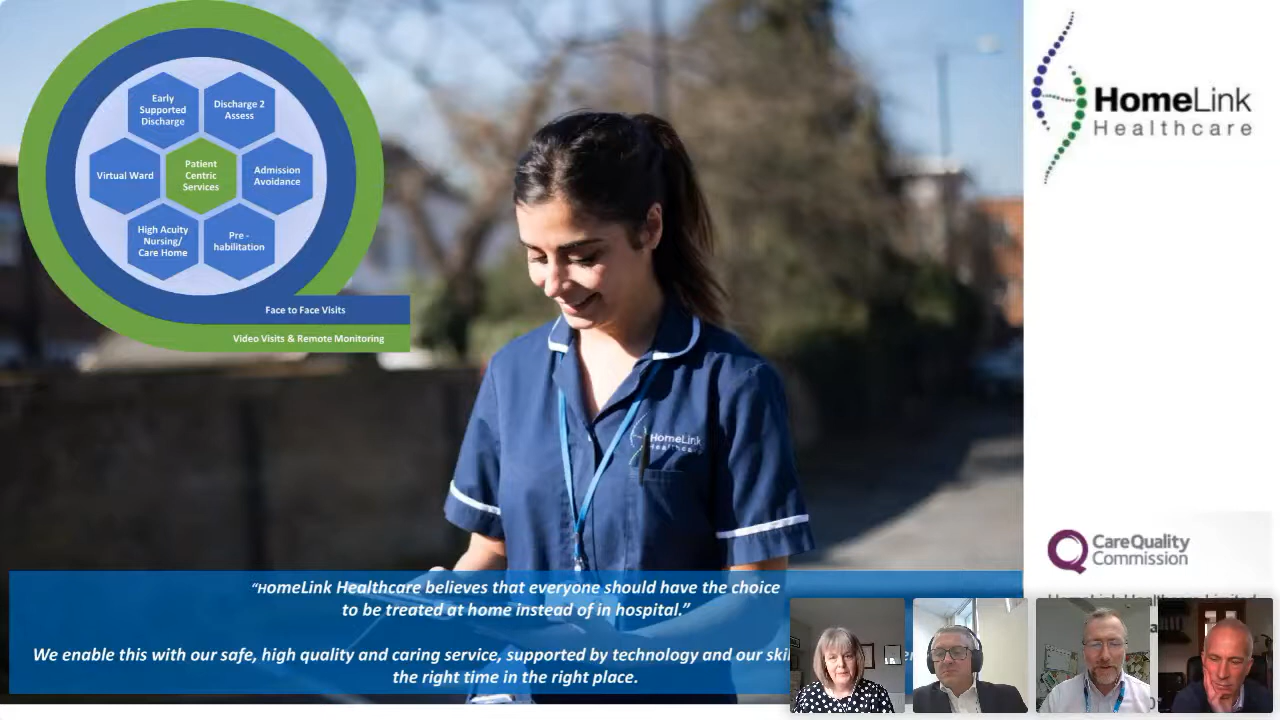 Early
Supported
Discharge
Discharge 2
Assess
Virtual Ward
Patient
Centric
Services
Admission
Avoidance
High Acuity
Nursing/
Care Home
Pre -
habilitation
Face to Face Visits
Video Visits & Remote Monitoring
HomeLink
Healthcare
HomeLink
Healthcare
CareQuality
Commission
“HomeLink Healthcare believes that everyone should have the choice
to be treated at home instead of in hospital.”
We enable this with our safe, high quality and caring service, supported by technology and our
the right time in the right place.